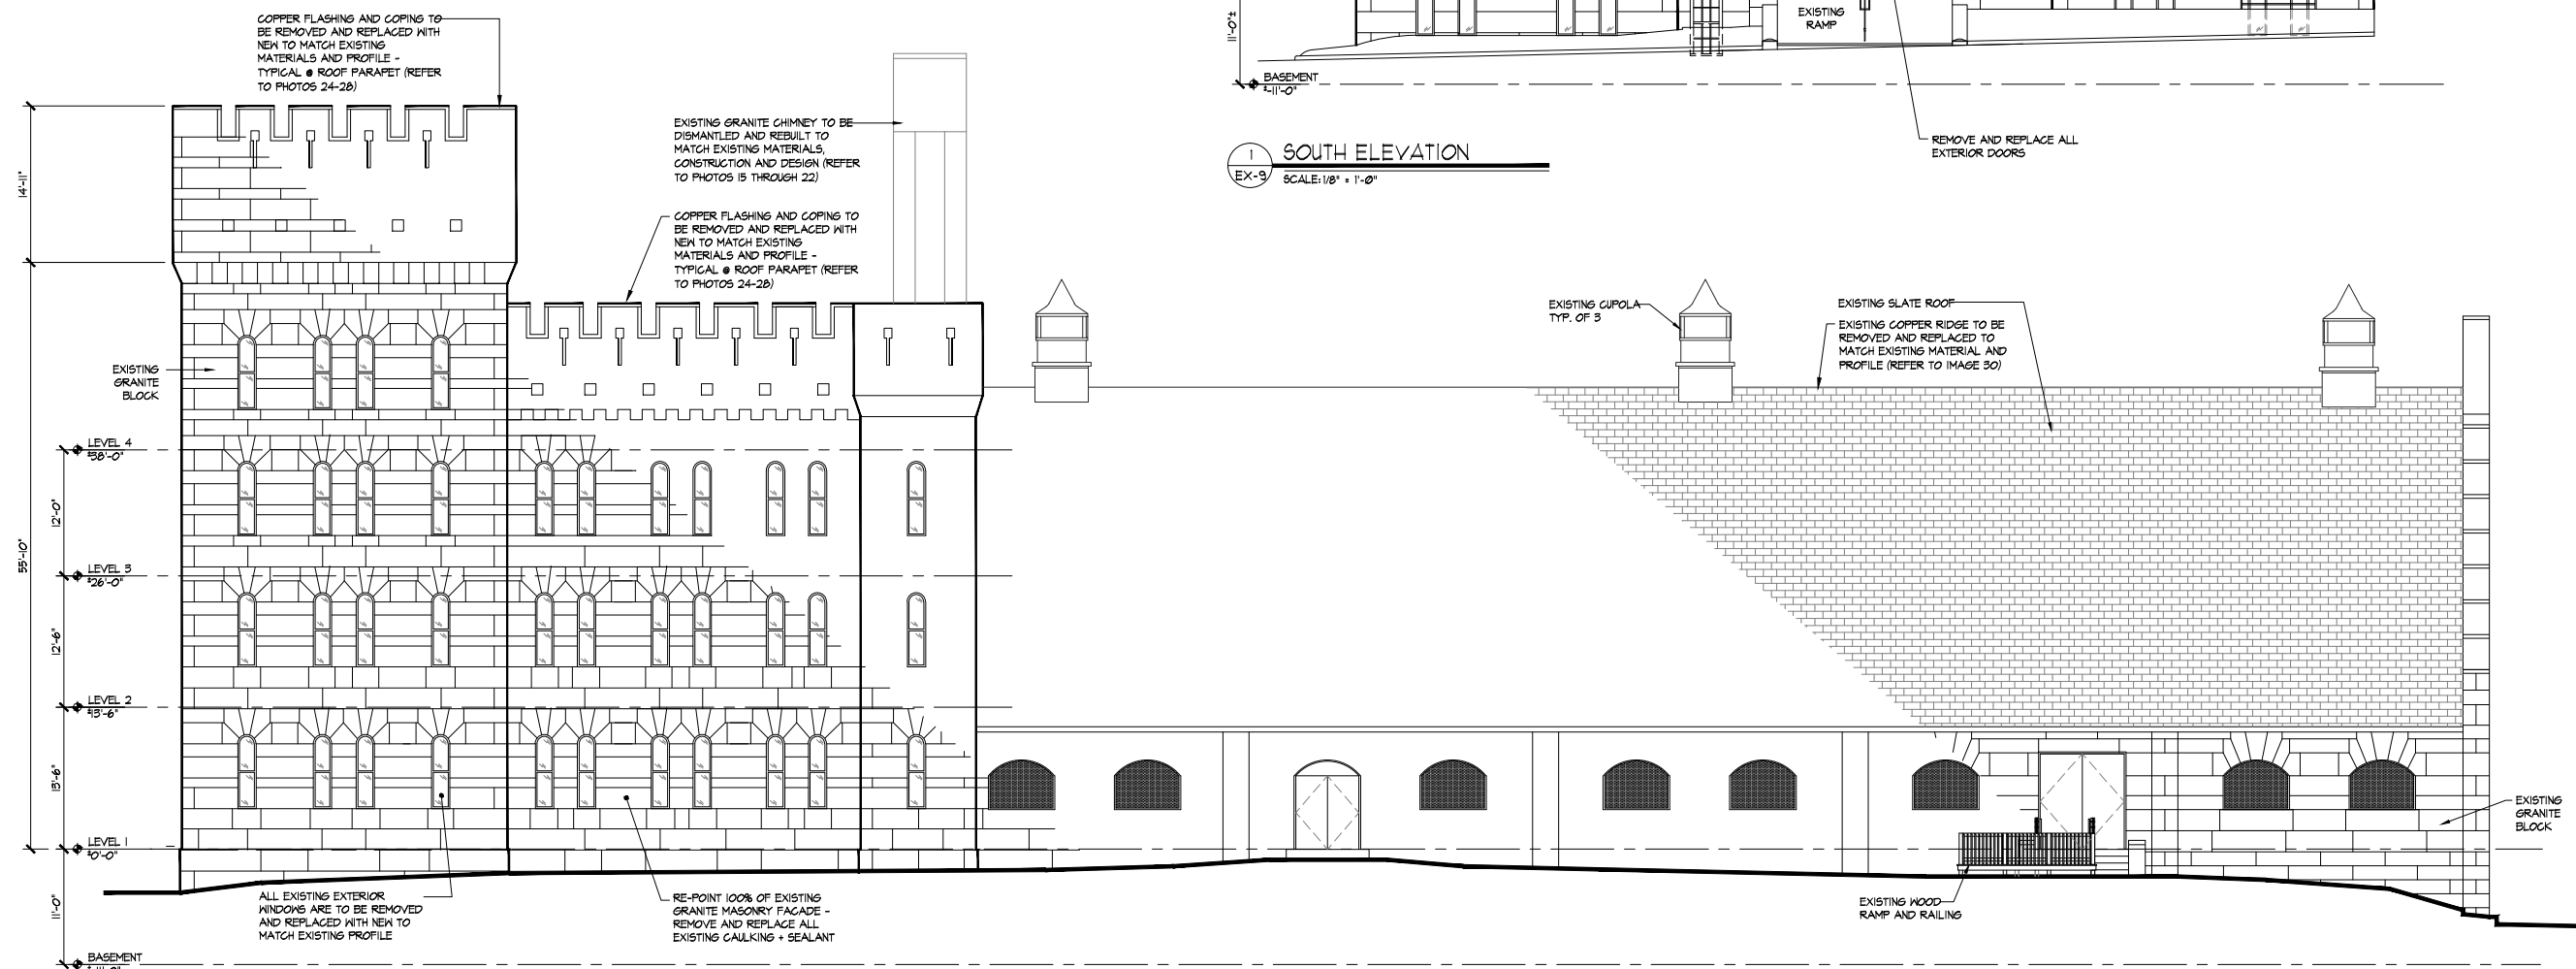 COPPER FLASHING AND COPING TO
BE REMOVED AND REPLACED WITH
NEW TO MATCH EXISTING
MATERIALS AND PROFILE -
TYPICAL @ ROOF PARAPET (REFER
TO PHOTOS 24-28)
EXISTING GRANITE CHIMNEY TO BE
DISMANTLED AND REBUILT TO
MATCH EXISTING MATERIALS,
CONSTRUCTION AND DESIGN (REFER
TO PHOTOS 15 THROUGH 22)
COPPER FLASHING AND COPING TO
BE REMOVED AND REPLACED WITH
NEW TO MATCH EXISTING
MATERIALS AND PROFILE -
TYPICAL @ ROOF PARAPET (REFER
TO PHOTOS 24-28)
11'-0"±
EXISTING
RAMP
BASEMENT
±-11'-0"
REMOVE AND REPLACE ALL
EXTERIOR DOORS
1
EX-9
SOUTH ELEVATION
SCALE: 1/8" = 1'-0"
14'-11"
EXISTING CUPOLA
TYP. OF 3
EXISTING SLATE ROOF
EXISTING COPPER RIDGE TO BE
REMOVED AND REPLACED TO
MATCH EXISTING MATERIAL AND
PROFILE (REFER TO IMAGE 30)
EXISTING
GRANITE
BLOCK
LEVEL 4
±38'-0"
12'-0"
55'-10"
LEVEL 3
±26'-0"
12'-6"
LEVEL 2
±13'-6"
13'-6"
LEVEL 1
±0'-0"
11'-0"
BASEMENT
EXISTING
GRANITE
BLOCK
ALL EXISTING EXTERIOR
WINDOWS ARE TO BE REMOVED
AND REPLACED WITH NEW TO
MATCH EXISTING PROFILE
RE-POINT 100% OF EXISTING
GRANITE MASONRY FACADE -
REMOVE AND REPLACE ALL
EXISTING CAULKING + SEALANT
EXISTING WOOD
RAMP AND RAILING